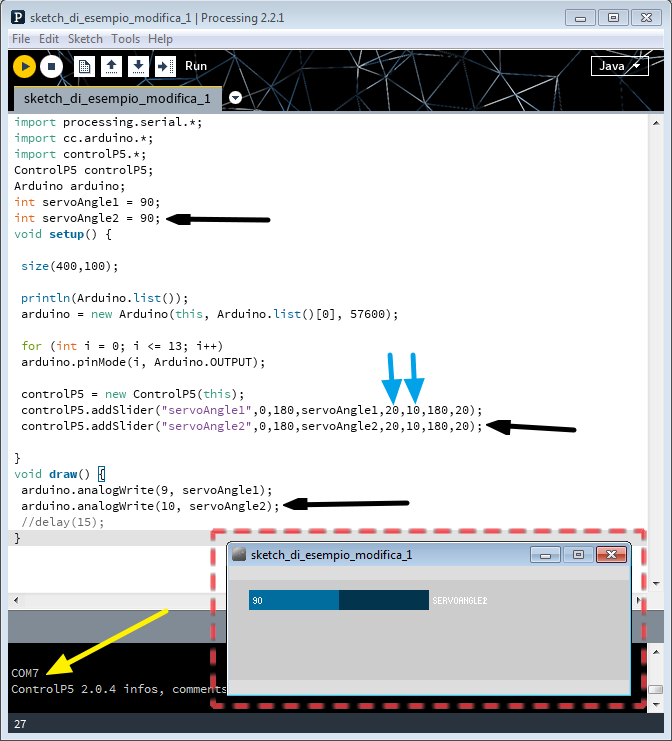 sketch_di_esempio_modifica_1 | Processing 2.2.1
File Edit Sketch Tools Help
Run
Java
sketch_di_esempio_modifica_1
import processing.serial.*;
import cc.arduino.*;
import controlP5.*;
ControlP5 controlP5;
Arduino arduino;
int servoAngle1 = 90;
int servoAngle2 = 90;
void setup() {
size(400,100);
println(Arduino.list());
arduino = new Arduino(this, Arduino.list()[0], 57600);
for (int i = 0; i <= 13; i++)
arduino.pinMode(i, Arduino.OUTPUT);
controlP5 = new ControlP5(this);
controlP5.addSlider("servoAngle1",0,180,servoAngle1,20,10,180,20);
controlP5.addSlider("servoAngle2",0,180,servoAngle2,20,10,180,20);
}
void draw() {
arduino.analogWrite(9, servoAngle1);
arduino.analogWrite(10, servoAngle2);
//delay(15);
}
sketch_di_esempio_modifica_1
90 SERVOANGLE2
COM7
ControlP5 2.0.4 infos, comments
27